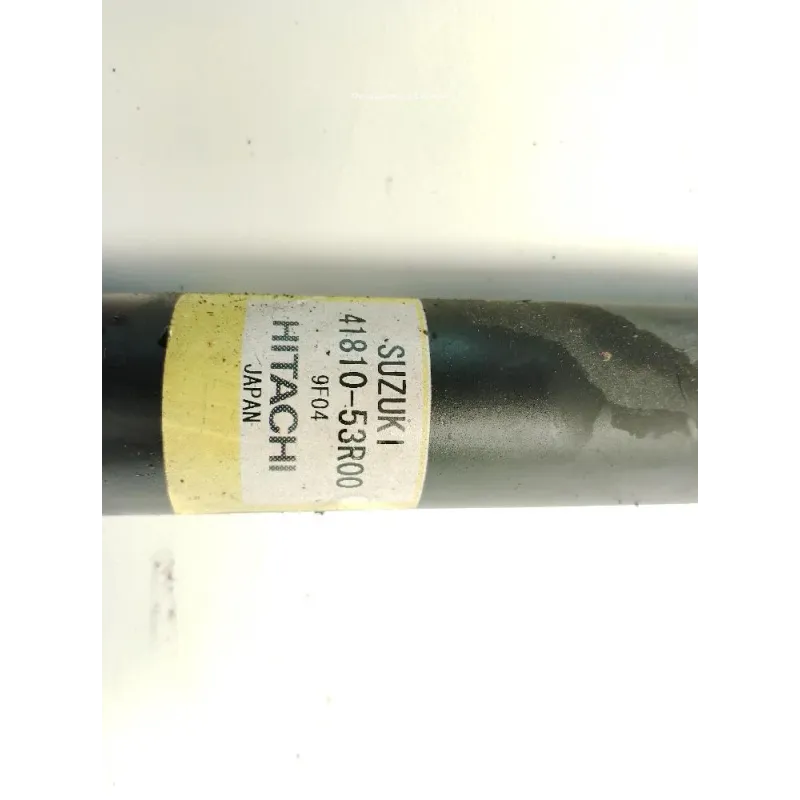 SUZUKI
41810-53R00
9F04
HITACHI
JAPAN